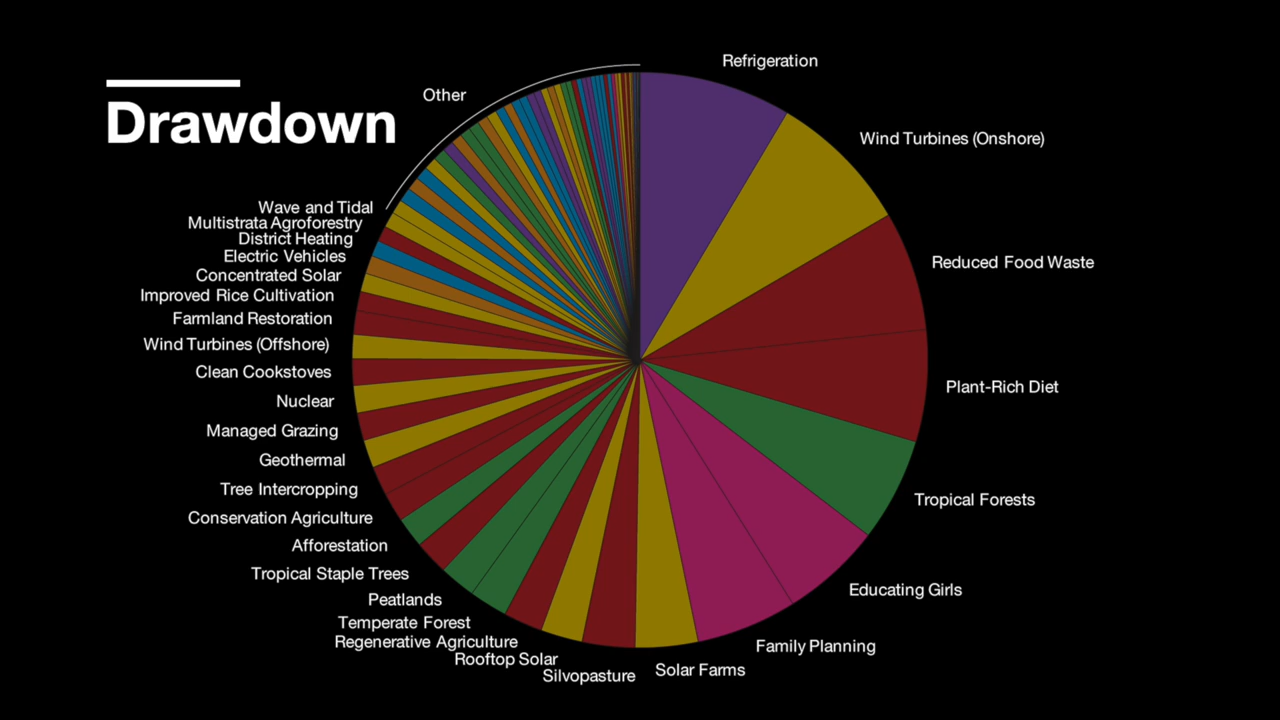 Drawdown
Refrigeration
Wind Turbines (Onshore)
Reduced Food Waste
Plant-Rich Diet
Tropical Forests
Educating Girls
Family Planning
Solar Farms
Silvopasture
Rooftop Solar
Regenerative Agriculture
Temperate Forest
Peatlands
Tropical Staple Trees
Afforestation
Conservation Agriculture
Tree Intercropping
Geothermal
Managed Grazing
Nuclear
Clean Cookstoves
Wind Turbines (Offshore)
Farmland Restoration
Improved Rice Cultivation
Concentrated Solar
Electric Vehicles
District Heating
Multistrata Agroforestry
Wave and Tidal
Other